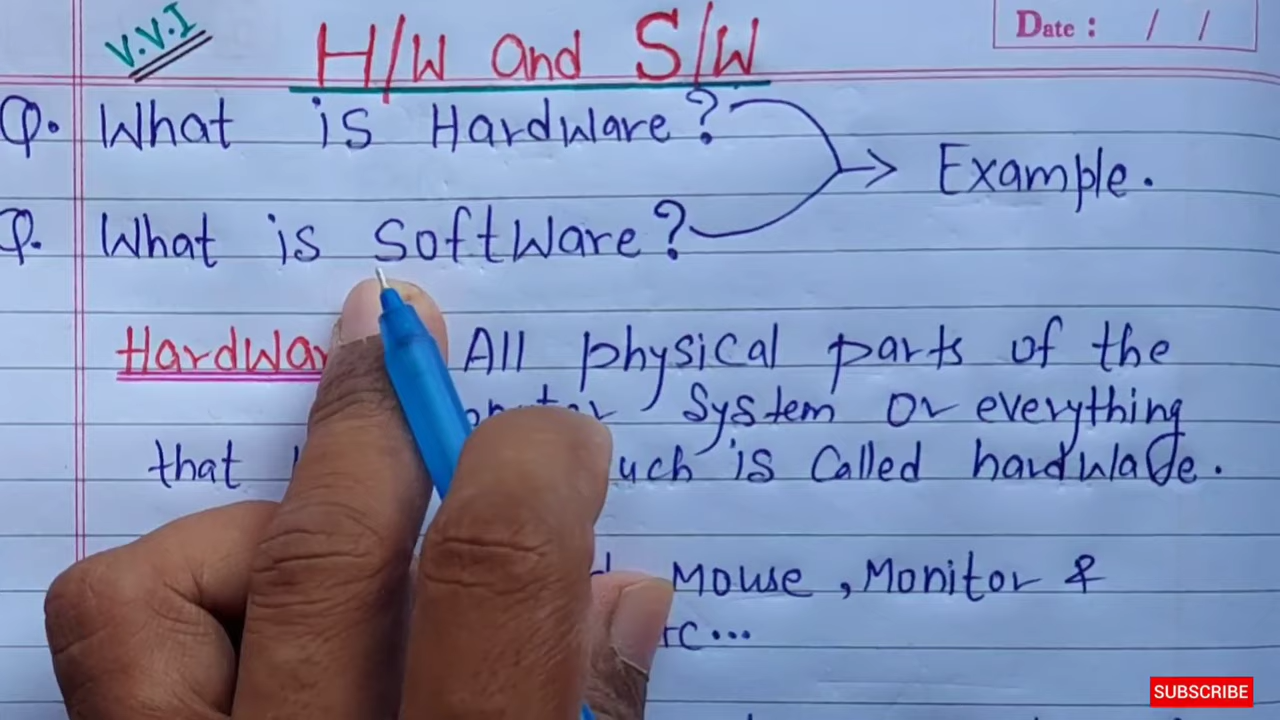 V.V.I
H/W and S/W
Date : / /
Q. What is Hardware?
Q. What is Software?
Example.
All physical parts of the
System or everything
that is called hardwade.
Mouse , Monitor &
SUBSCRIBE